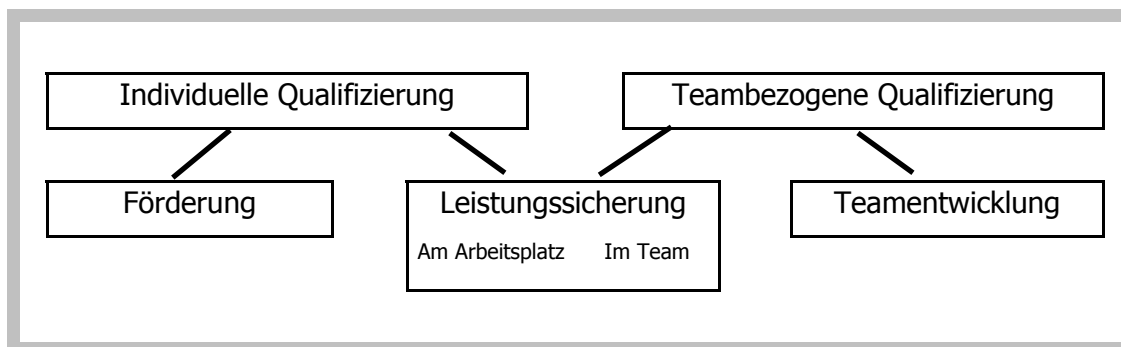 Individuelle Qualifizierung
Teambezogene Qualifizierung
Förderung
Leistungssicherung
Teamentwicklung
Am Arbeitsplatz
Im Team